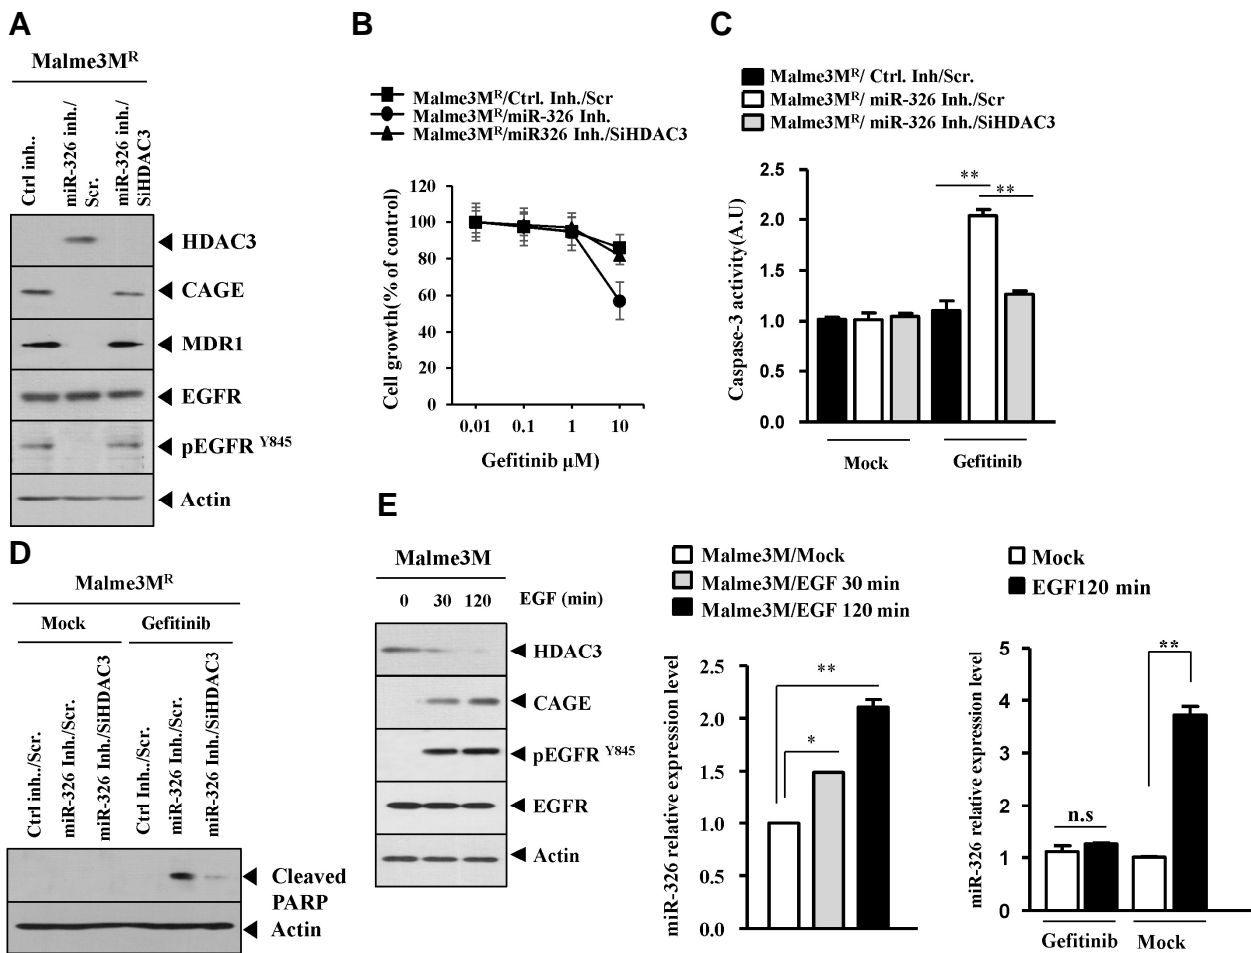 A
Malme3Mᴿ
Ctrl inh..
miR-326 inh./
Scr.
miR-326 inh./
SiHDAC3
HDAC3
CAGE
MDR1
EGFR
pEGFR Y845
Actin
B
Malme3Mᴿ/Ctrl. Inh./Scr
Malme3Mᴿ/miR-326 Inh.
Malme3Mᴿ/miR326 Inh./SiHDAC3
Cell growth(% of control)
120
100
80
60
40
20
0
0.01 0.1 1 10
Gefitinib µM)
C
Malme3Mᴿ/ Ctrl. Inh/Scr.
Malme3Mᴿ/ miR-326 Inh./Scr
Malme3Mᴿ/ miR-326 Inh./SiHDAC3
Caspase-3 activity(A.U)
2.5
2.0
1.5
1.0
0.5
0.0
**
**
Mock
Gefitinib
D
Malme3Mᴿ
Mock
Gefitinib
Ctrl inh../Scr.
miR-326 Inh./Scr.
miR-326 Inh./SiHDAC3
Ctrl Inh../Scr.
miR-326 Inh./Scr.
miR-326 Inh./SiHDAC3
Cleaved
PARP
Actin
E
Malme3M
0 30 120 EGF (min)
HDAC3
CAGE
pEGFR Y845
EGFR
Actin
Malme3M/Mock
Malme3M/EGF 30 min
Malme3M/EGF 120 min
miR-326 relative expression level
2.5
2.0
1.5
1.0
0.5
0.0
**
*
Mock
EGF120 min
miR-326 relative expression level
5
4
3
2
1
0
n.s
**
Gefitinib
Mock